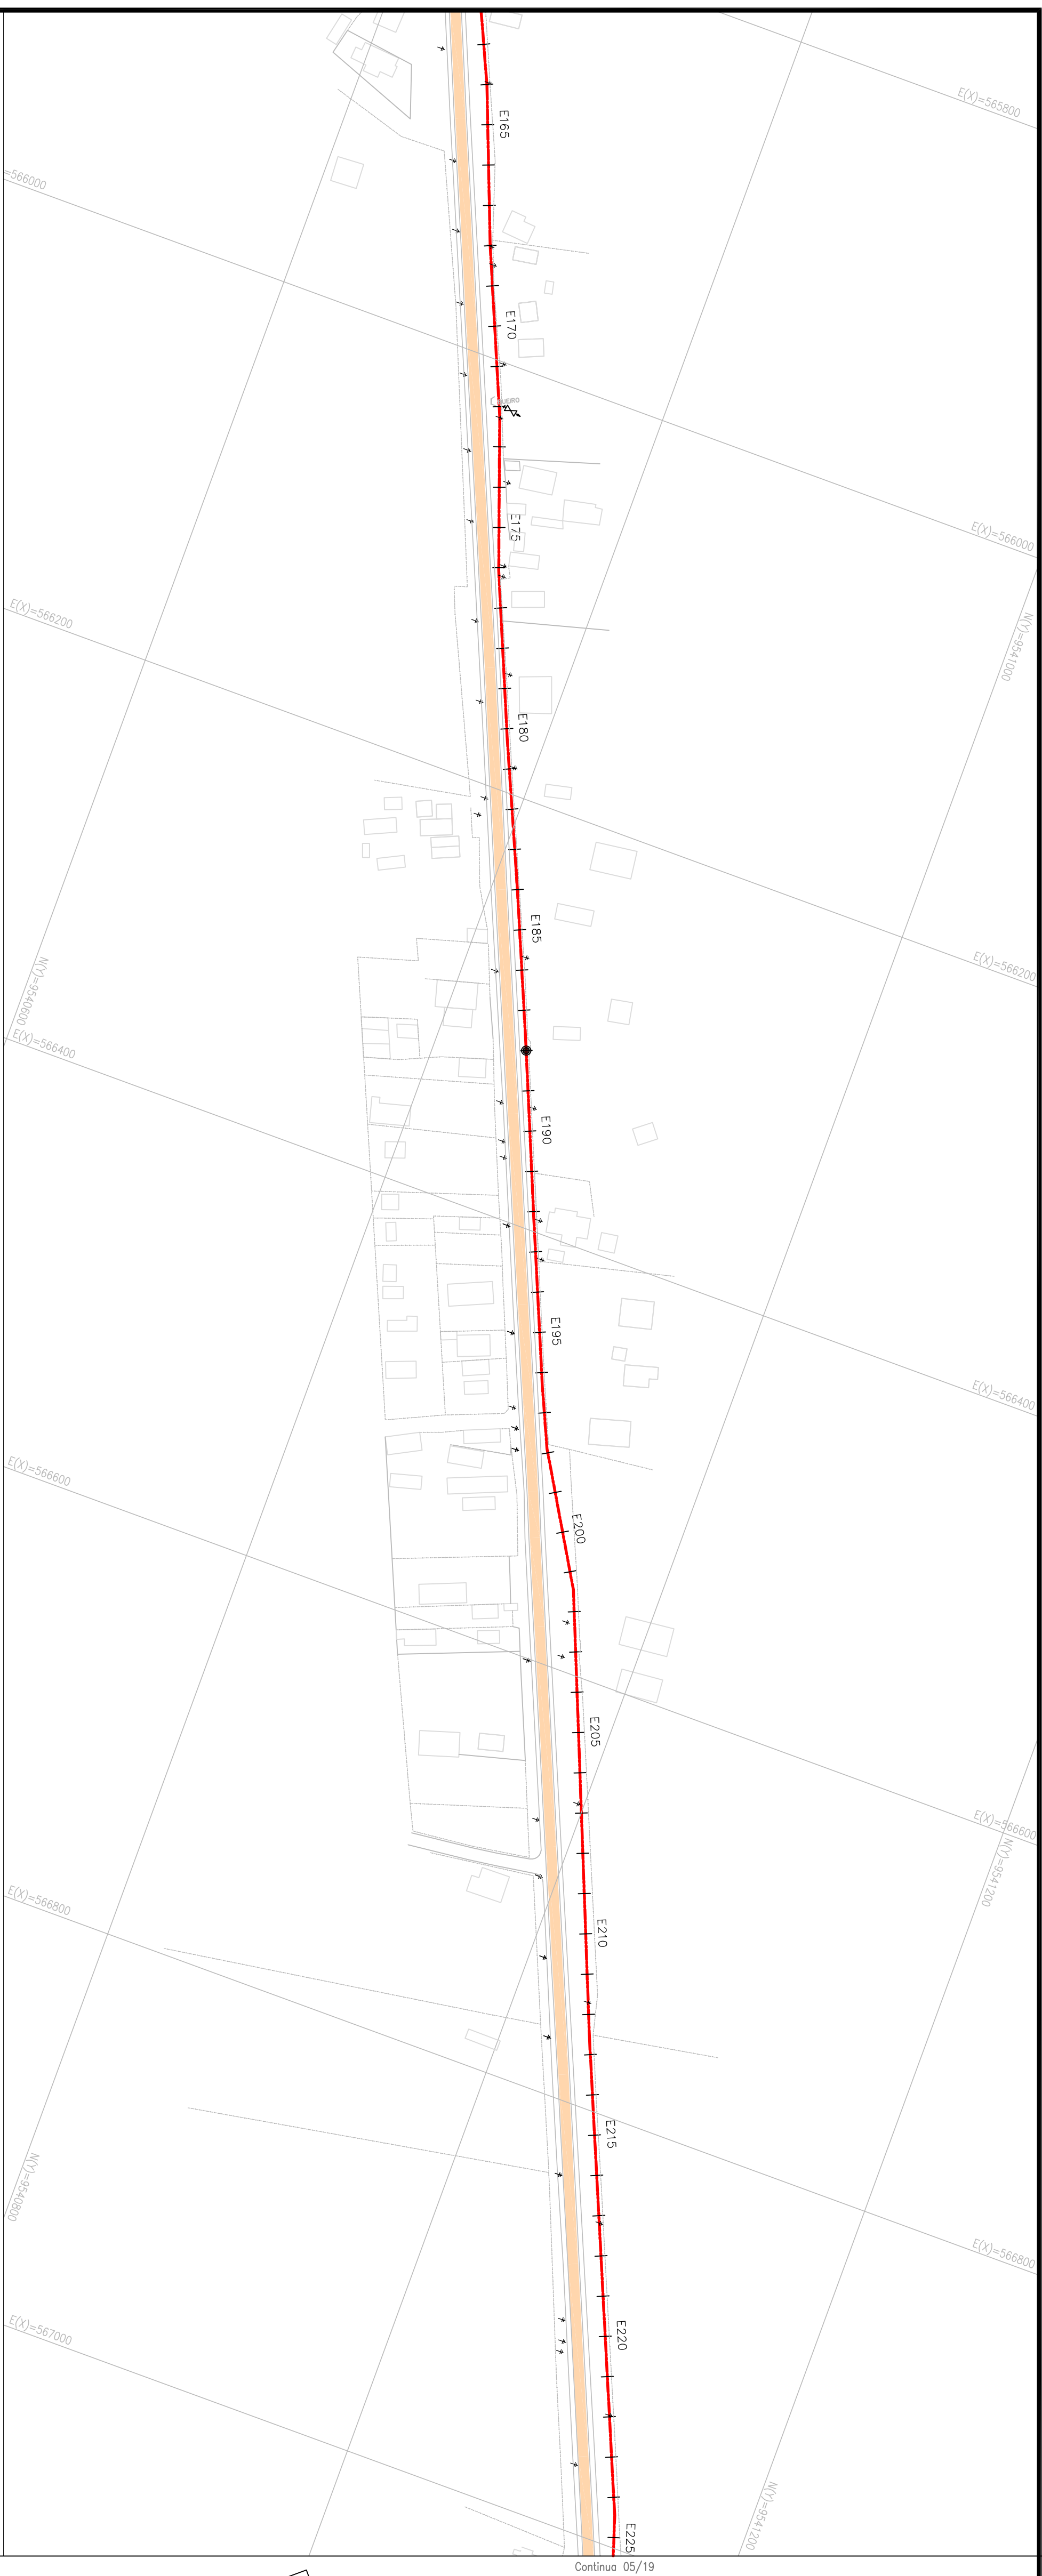 E(X)=565800
E165
=566000
E170
UEIRO
E175
E(X)=566000
E(X)=566200
N(Y)=9541000
E180
E185
E(X)=566200
N(Y)=9540600
E(X)=566400
E190
E195
E(X)=566400
E(X)=566600
E200
E205
E(X)=566600
N(Y)=9541200
E(X)=566800
E210
E215
N(Y)=9540800
E(X)=566800
E220
E(X)=567000
N(Y)=9541200
E225
Continua 05/19